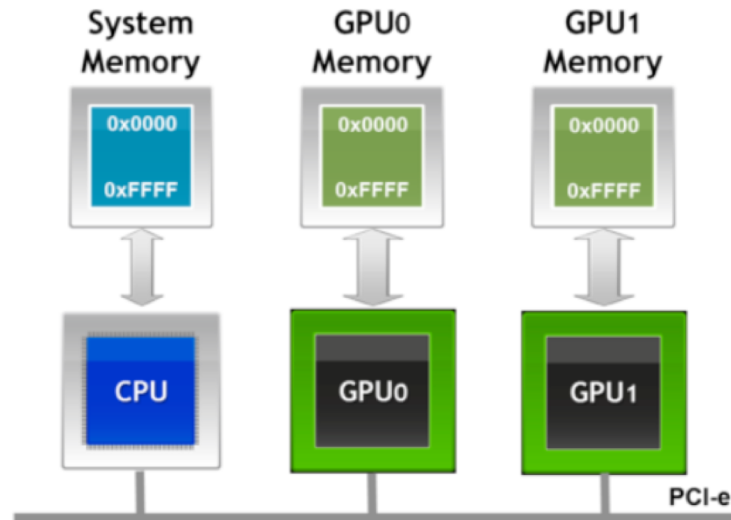 System
Memory
GPU0
Memory
GPU1
Memory
0x0000
0xFFFF
0x0000
0xFFFF
0x0000
0xFFFF
CPU
GPU0
GPU1
PCI-e